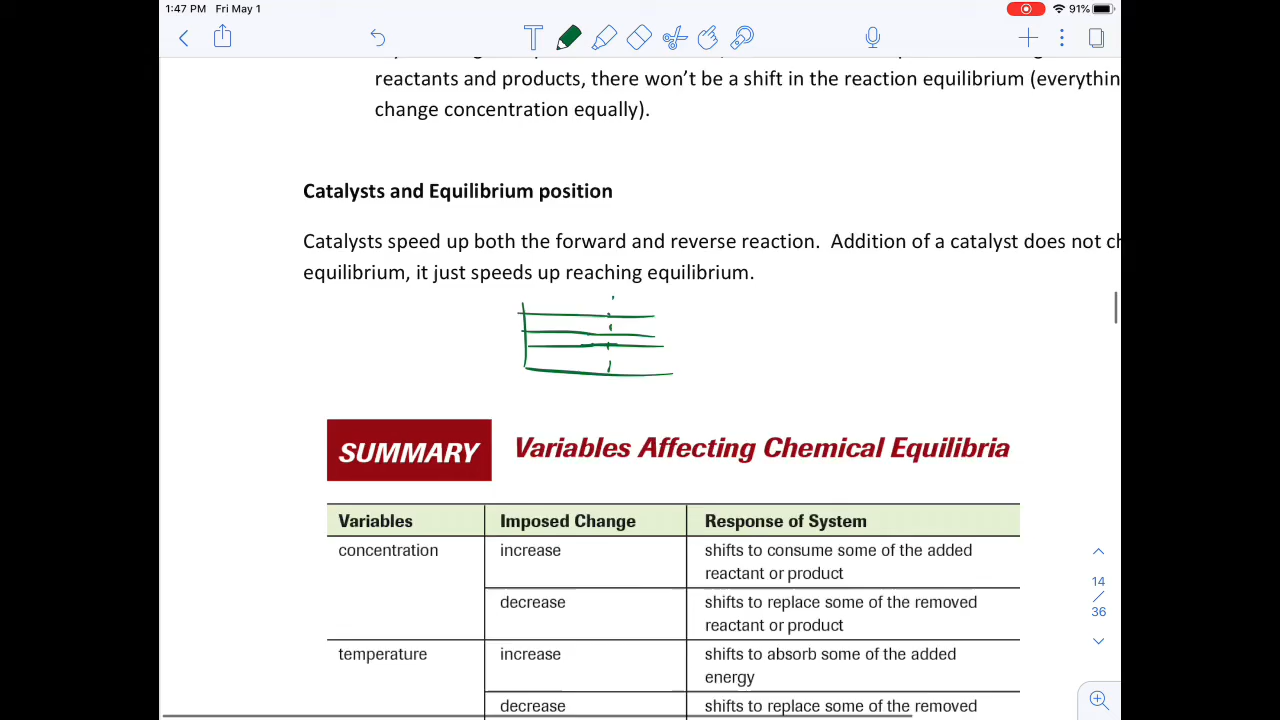 1:47 PM Fri May 1
91%
T
reactants and products, there won't be a shift in the reaction equilibrium (everythin
change concentration equally).
Catalysts and Equilibrium position
Catalysts speed up both the forward and reverse reaction. Addition of a catalyst does not ch
equilibrium, it just speeds up reaching equilibrium.
SUMMARY Variables Affecting Chemical Equilibria
Variables Imposed Change Response of System
concentration increase shifts to consume some of the added
reactant or product
decrease shifts to replace some of the removed
reactant or product
temperature increase shifts to absorb some of the added
energy
decrease shifts to replace some of the removed
14
/
36